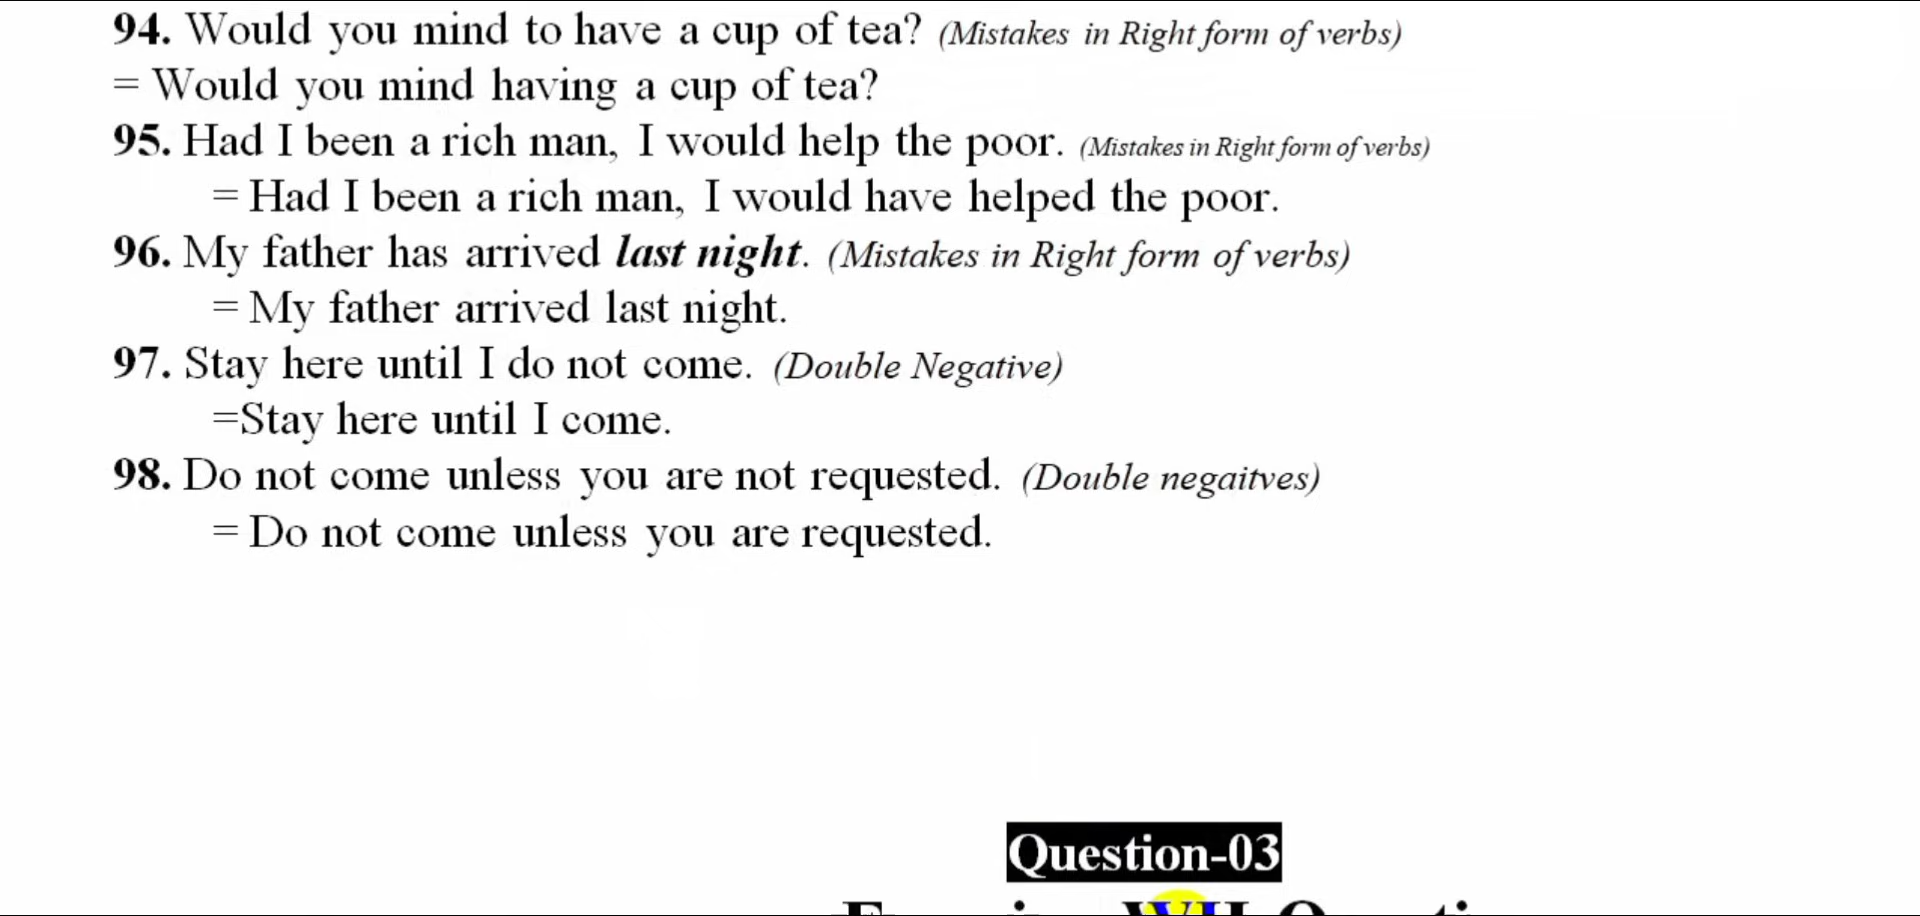 94. Would you mind to have a cup of tea? (Mistakes in Right form of verbs)
= Would you mind having a cup of tea?
95. Had I been a rich man, I would help the poor. (Mistakes in Right form of verbs)
= Had I been a rich man, I would have helped the poor.
96. My father has arrived last night. (Mistakes in Right form of verbs)
= My father arrived last night.
97. Stay here until I do not come. (Double Negative)
=Stay here until I come.
98. Do not come unless you are not requested. (Double negaitves)
= Do not come unless you are requested.
Question-03